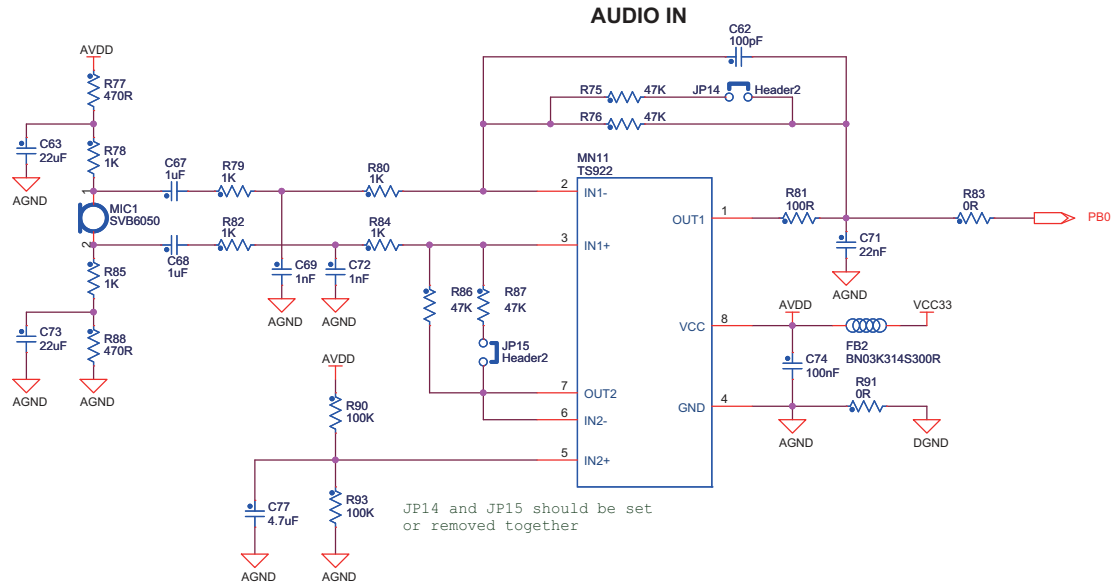 AUDIO IN
C62
100pF
AVDD
R77
470R
R75
47K
JP14
Header2
R76
47K
C63
22uF
R78
1K
AGND
C67
1uF
R79
1K
R80
1K
MN11
TS922
1
MIC1
SVB6050
2
2
IN1-
R82
1K
R84
1K
3
IN1+
OUT1
1
R81
100R
R83
0R
PB0
C68
1uF
R85
1K
C69
1nF
C72
1nF
C71
22nF
AGND
AGND
AGND
R86
47K
R87
47K
C73
22uF
R88
470R
AGND
AGND
JP15
Header2
AVDD
VCC33
VCC
8
FB2
BN03K314S300R
C74
100nF
AVDD
R90
100K
7
OUT2
6
IN2-
GND
4
R91
0R
AGND
DGND
5
IN2+
C77
4.7uF
R93
100K
JP14 and JP15 should be set
or removed together
AGND
AGND